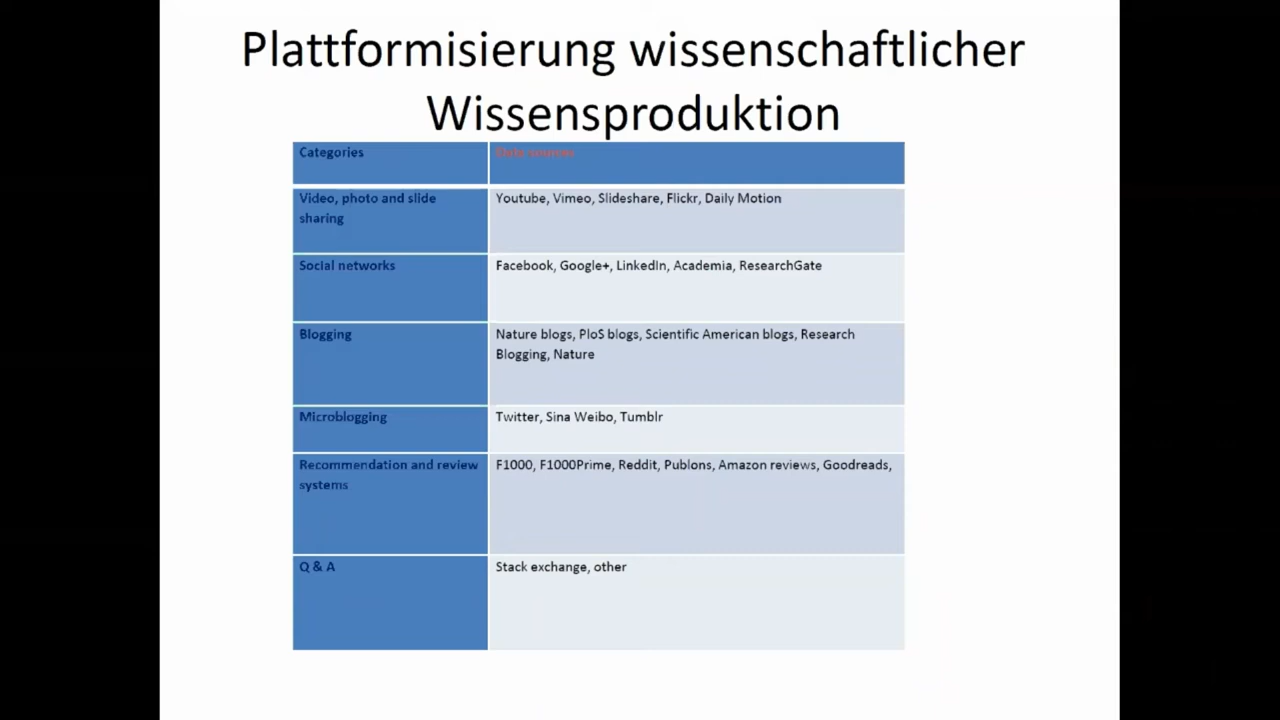 Plattformisierung wissenschaftlicher
Wissensproduktion
Categories Data sources
Video, photo and slide Youtube, Vimeo, Slideshare, Flickr, Daily Motion
sharing
Social networks Facebook, Google+, LinkedIn, Academia, ResearchGate
Blogging Nature blogs, PloS blogs, Scientific American blogs, Research
Blogging, Nature
Microblogging Twitter, Sina Weibo, Tumblr
Recommendation and review F1000, F1000Prime, Reddit, Publons, Amazon reviews, Goodreads,
systems
Q & A Stack exchange, other